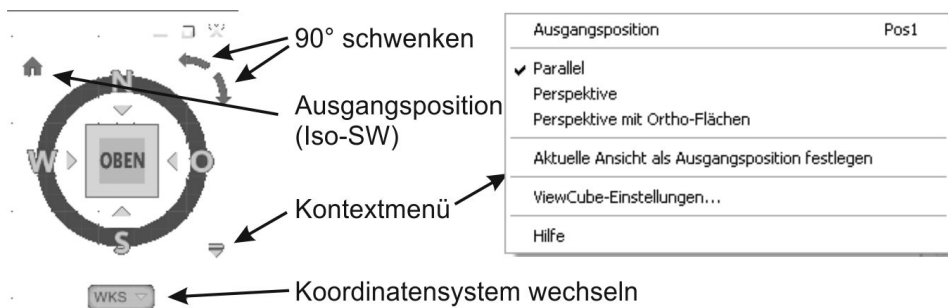 90° schwenken
Ausgangsposition
(Iso-SW)
Kontextmenü
Koordinatensystem wechseln
N
W
OBEN
O
S
WKS
Ausgangsposition Pos1
Parallel
Perspektive
Perspektive mit Ortho-Flächen
Aktuelle Ansicht als Ausgangsposition festlegen
ViewCube-Einstellungen...
Hilfe